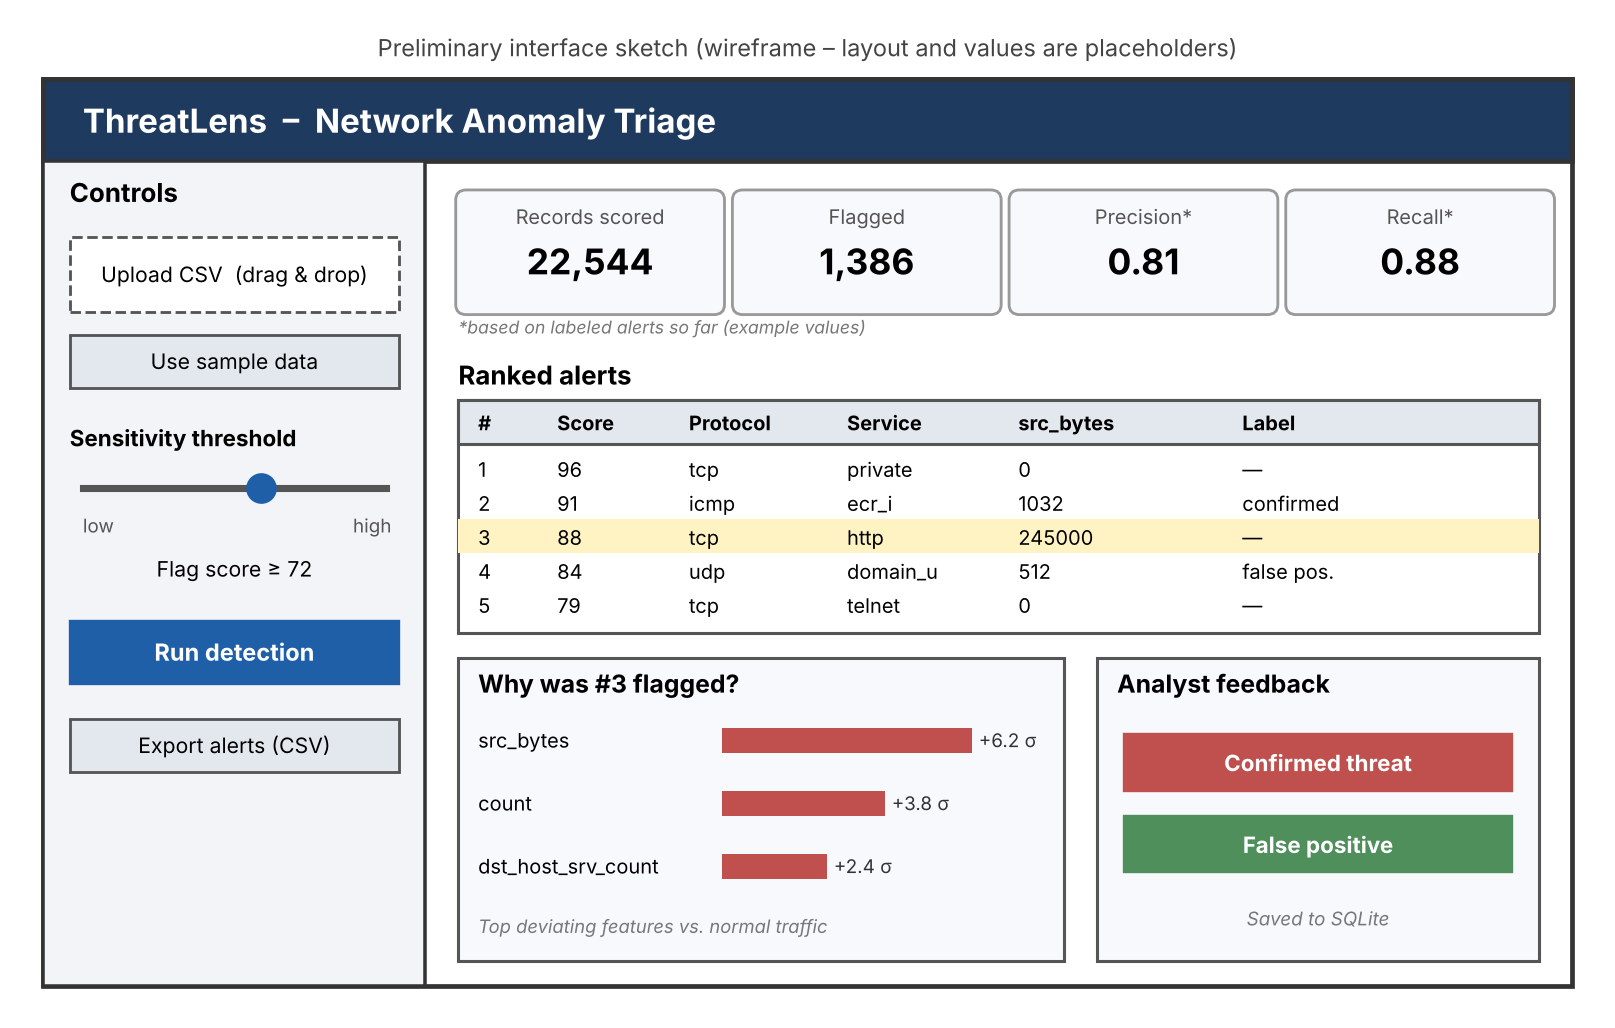 Preliminary interface sketch (wireframe – layout and values are placeholders)
ThreatLens – Network Anomaly Triage
Controls
Upload CSV (drag & drop)
Use sample data
Sensitivity threshold
low high
Flag score ≥ 72
Run detection
Export alerts (CSV)
Records scored
22,544
Flagged
1,386
Precision*
0.81
Recall*
0.88
*based on labeled alerts so far (example values)
Ranked alerts
# Score Protocol Service src_bytes Label
1 96 tcp private 0 —
2 91 icmp ecr_i 1032 confirmed
3 88 tcp http 245000 —
4 84 udp domain_u 512 false pos.
5 79 tcp telnet 0 —
Why was #3 flagged?
src_bytes +6.2 σ
count +3.8 σ
dst_host_srv_count +2.4 σ
Top deviating features vs. normal traffic
Analyst feedback
Confirmed threat
False positive
Saved to SQLite